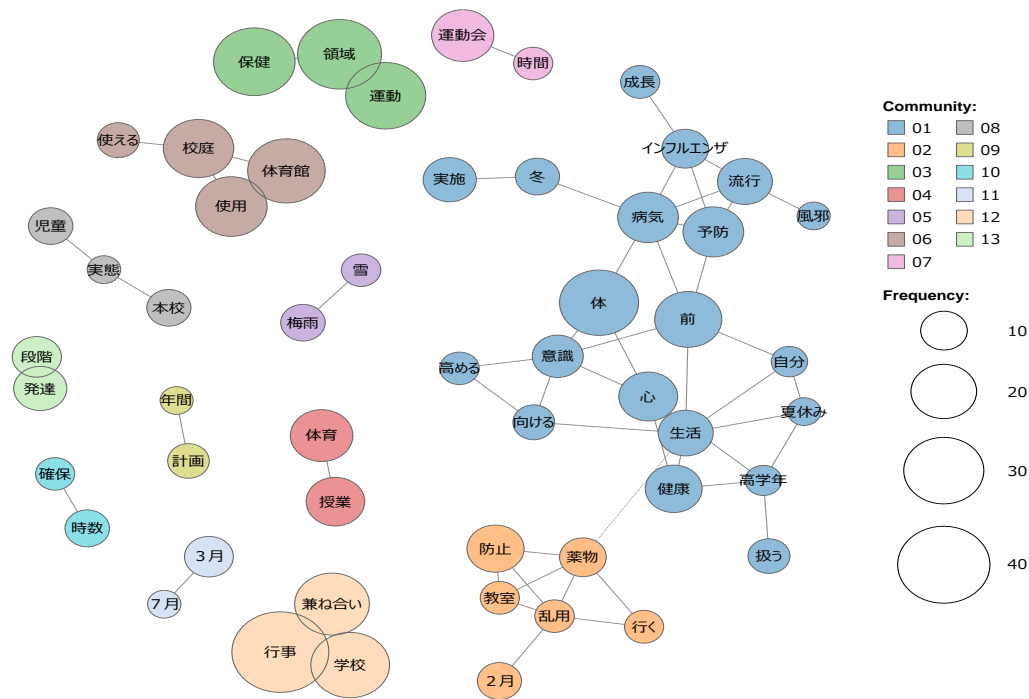 運動会
時間
保健
領域
運動
成長
使える
校庭
体育館
使用
インフルエンザ
流行
風邪
実施
冬
病気
予防
児童
実態
本校
雪
梅雨
体
前
段階
発達
高める
意識
自分
年間
計画
心
向ける
生活
夏休み
体育
授業
健康
高学年
扱う
確保
時数
3月
7月
防止
薬物
教室
乱用
行く
2月
兼ね合い
行事
学校
Community:
01 08
02 09
03 10
04 11
05 12
06 13
07
Frequency:
10
20
30
40